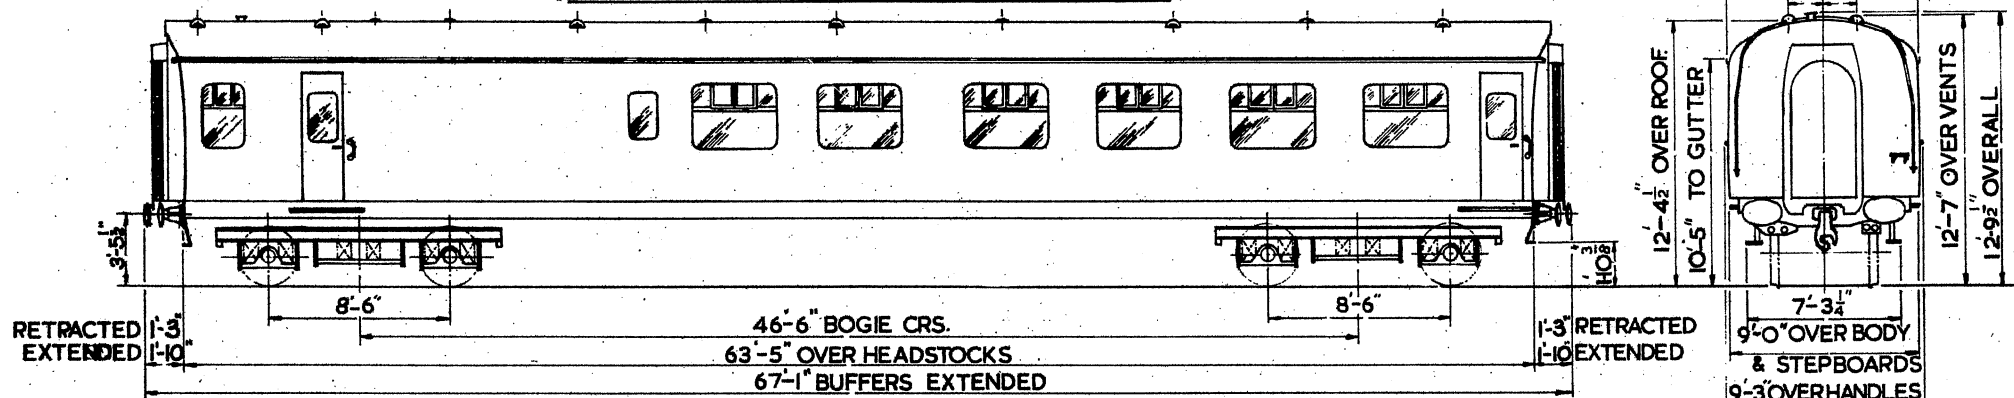 3'-5½"
8'-6"
8'-6"
1'-10⅜"
RETRACTED 1'-3"
EXTENDED 1'-10"
46'-6" BOGIE CRS.
63'-5" OVER HEADSTOCKS
67'-1" BUFFERS EXTENDED
1'-3" RETRACTED
1'-10" EXTENDED
12'-4½" OVER ROOF.
10'-5" TO GUTTER
12'-7" OVER VENTS
12'-9½" OVERALL
7'-3¼"
9'-0" OVER BODY
& STEPBOARDS
9'-3" OVER HANDLES